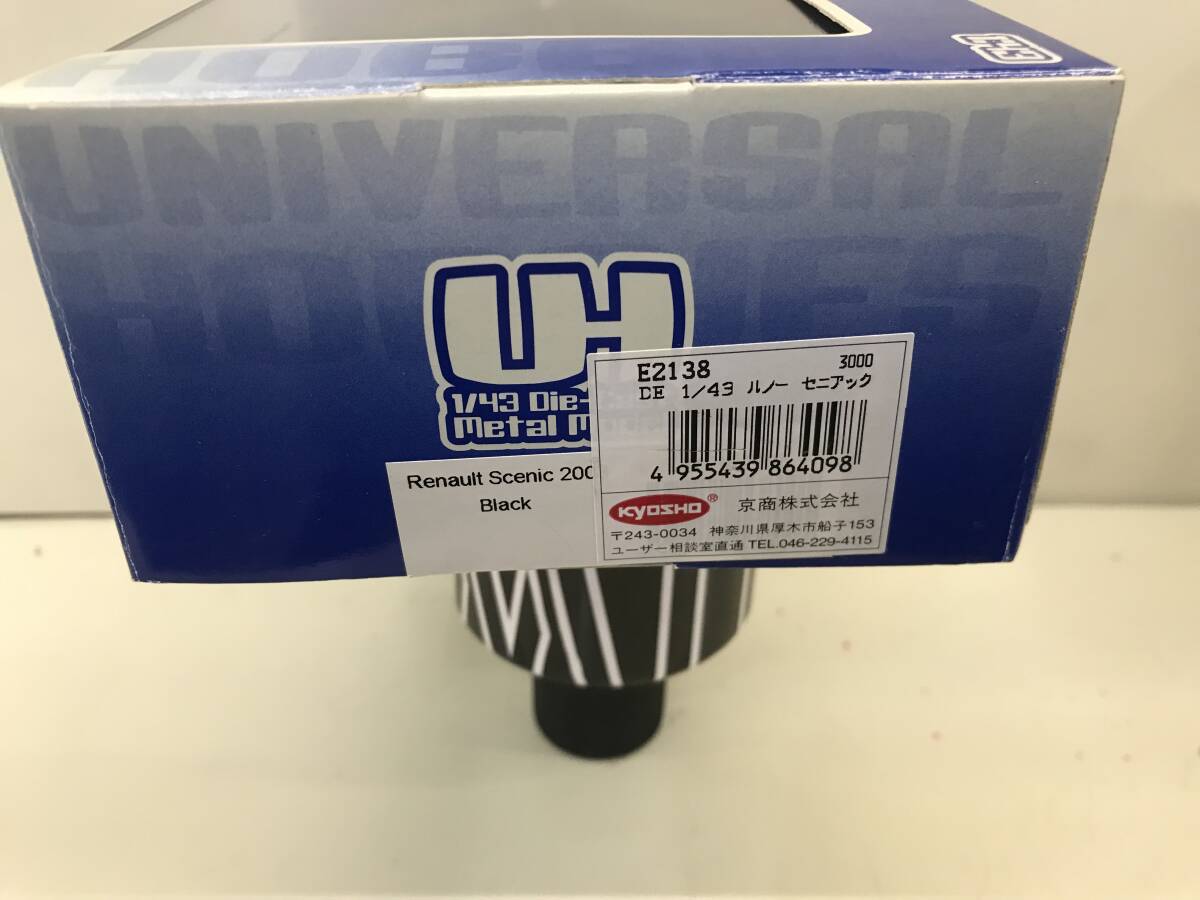 1:43
UNIVERSAL
UH
1/43 Die-
Metal M
E2138 3000
DE 1/43 ルノー セニアック
4 955439 864098
Renault Scenic 200
Black
KYOSHO® 京商株式会社
〒243-0034 神奈川県厚木市船子153
ユーザー相談室直通 TEL.046-229-4115